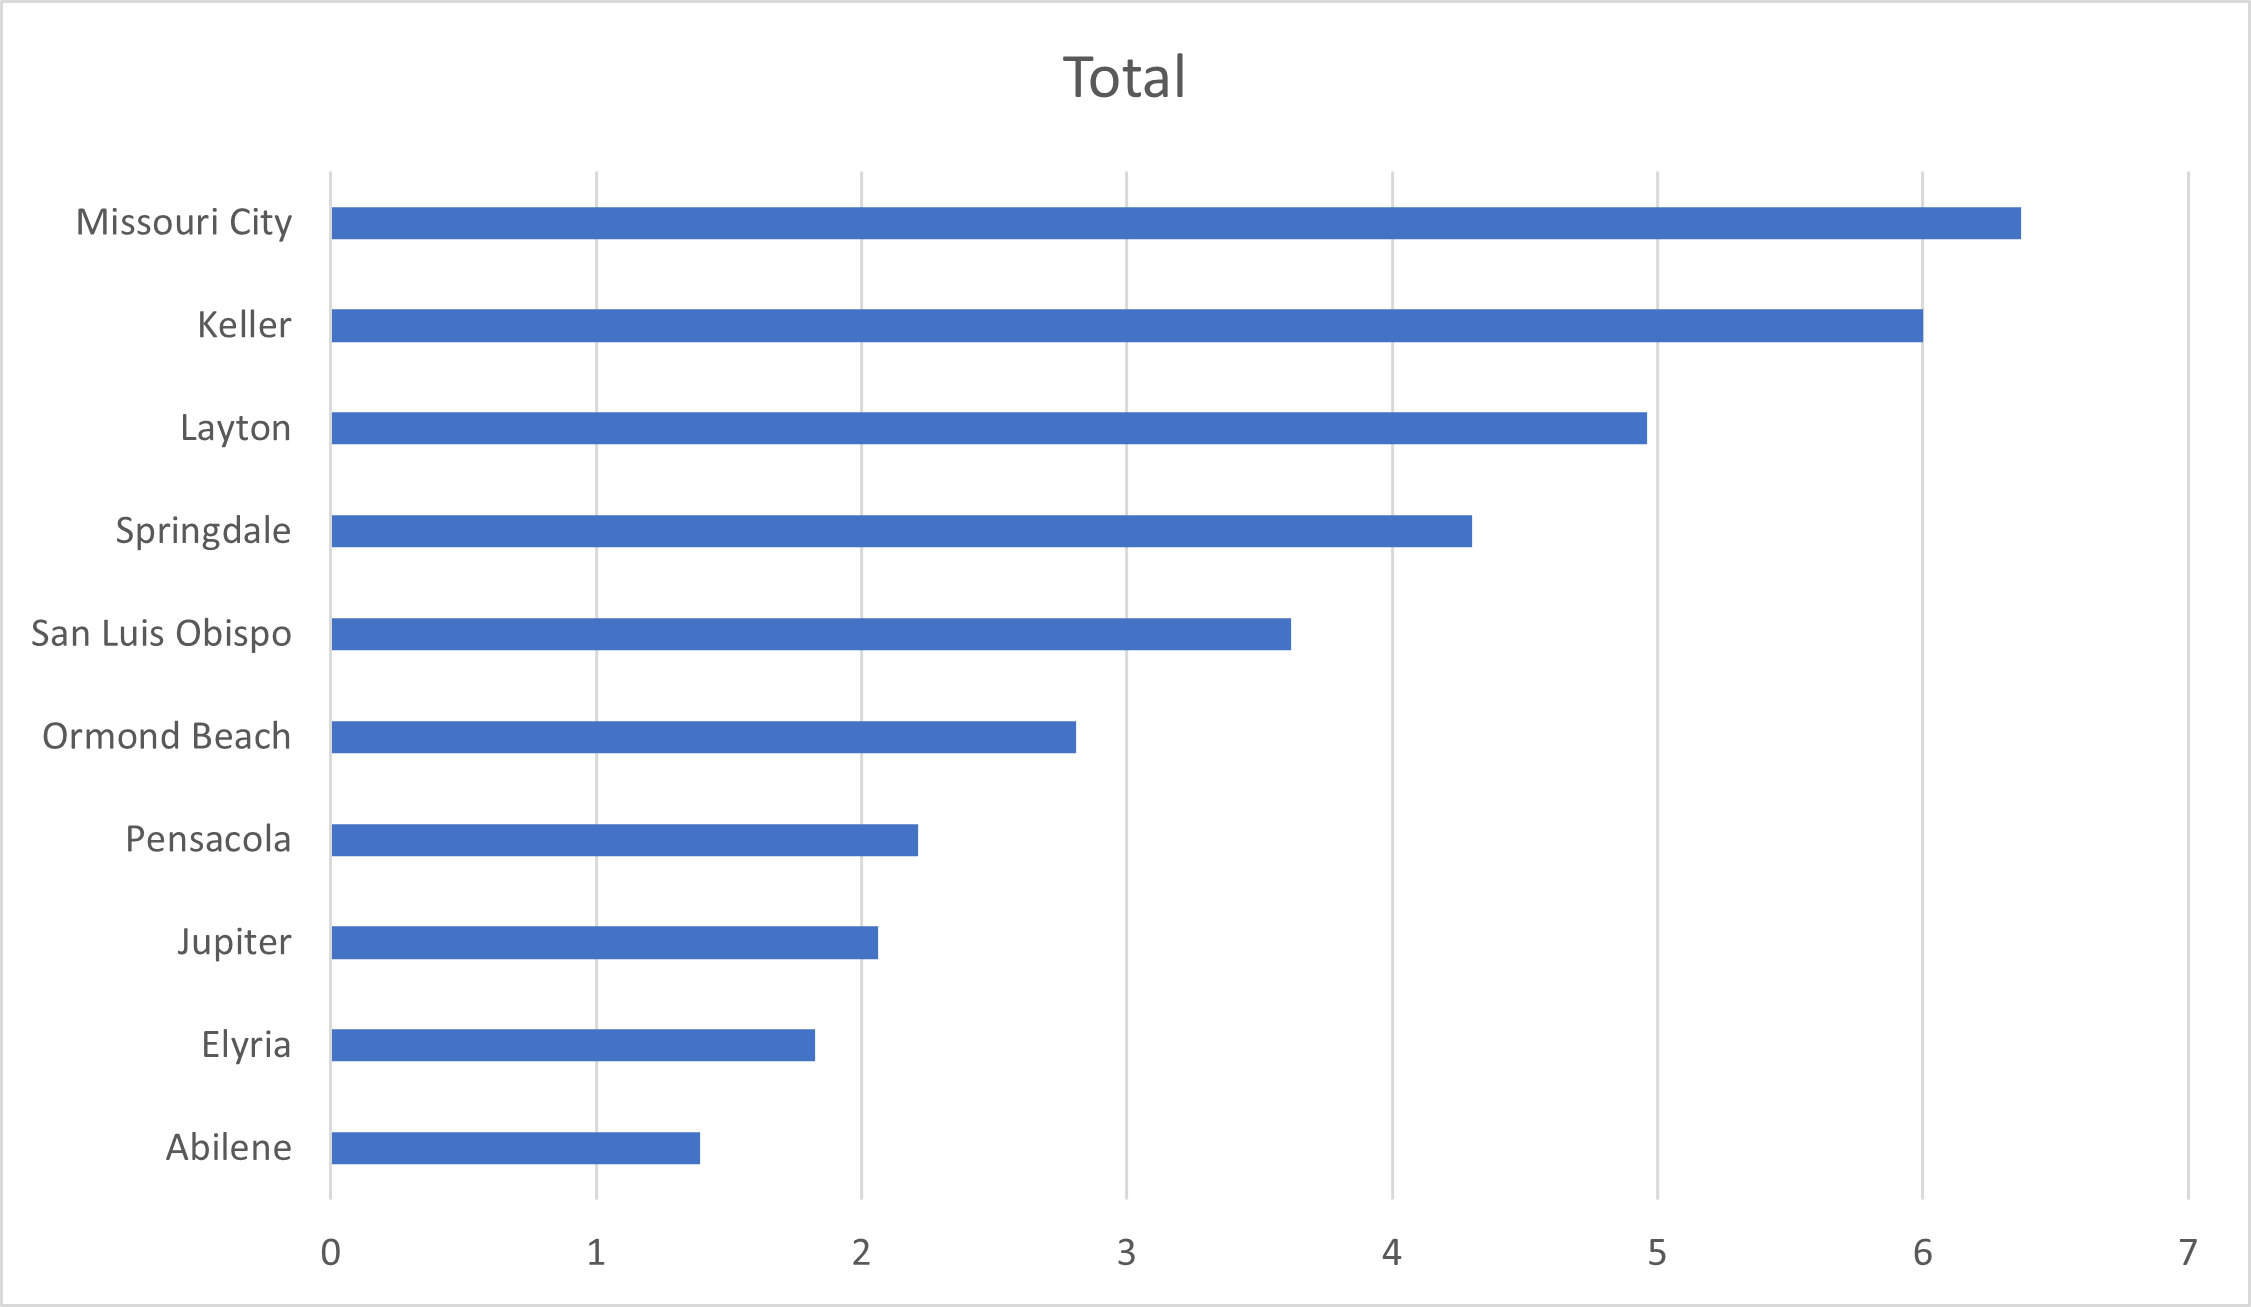 Total
Missouri City
Keller
Layton
Springdale
San Luis Obispo
Ormond Beach
Pensacola
Jupiter
Elyria
Abilene
0 1 2 3 4 5 6 7